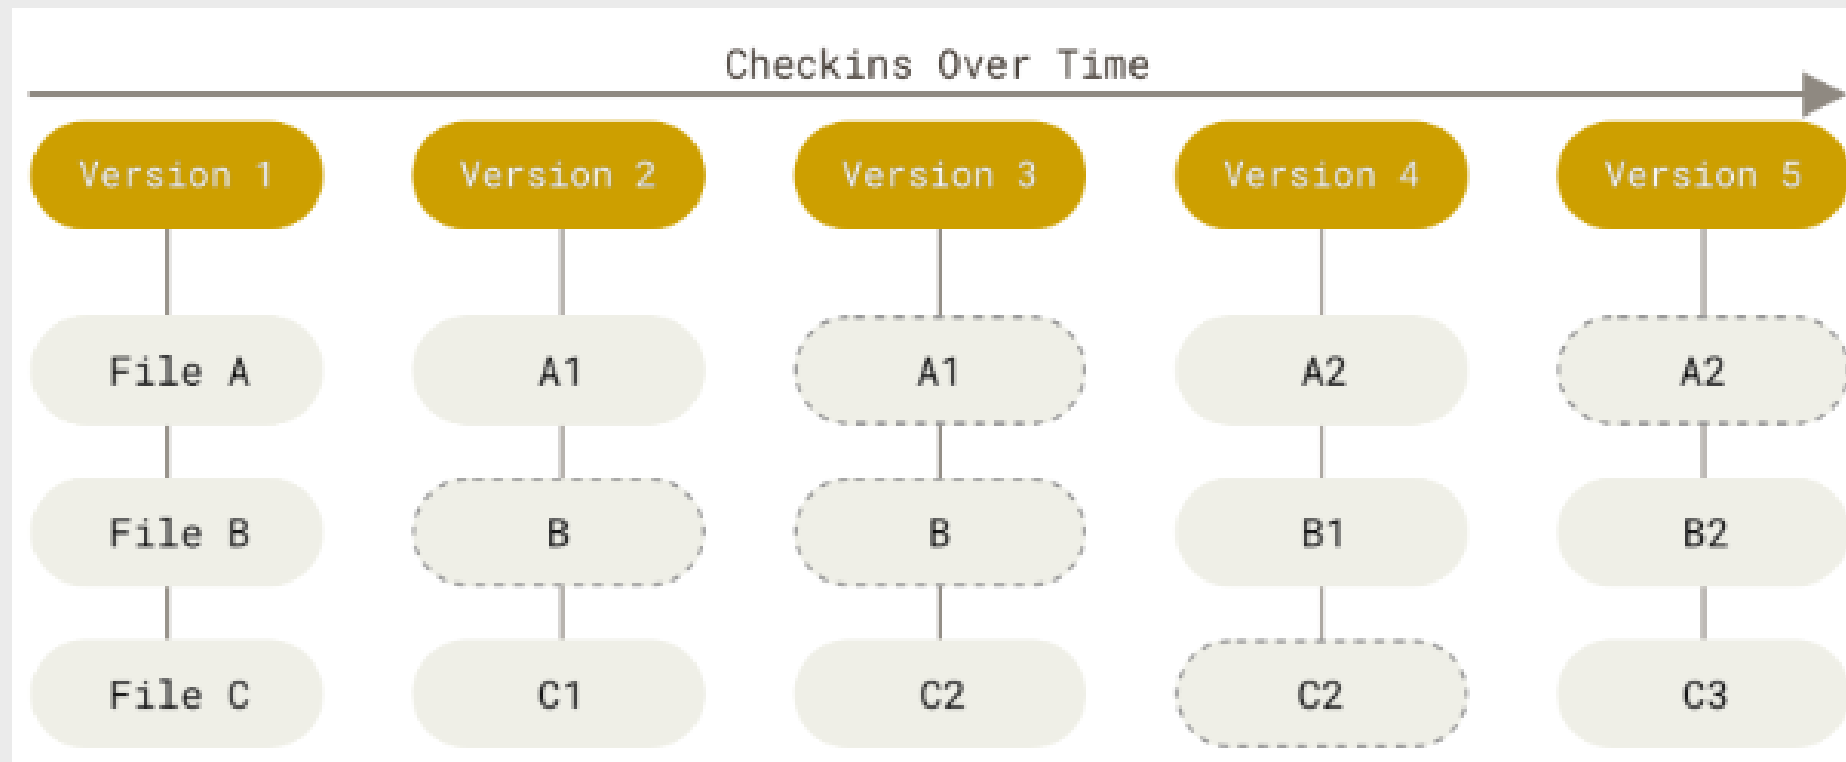 Checkins Over Time
Version 1 Version 2 Version 3 Version 4 Version 5
File A A1 A1 A2 A2
File B B B B1 B2
File C C1 C2 C2 C3